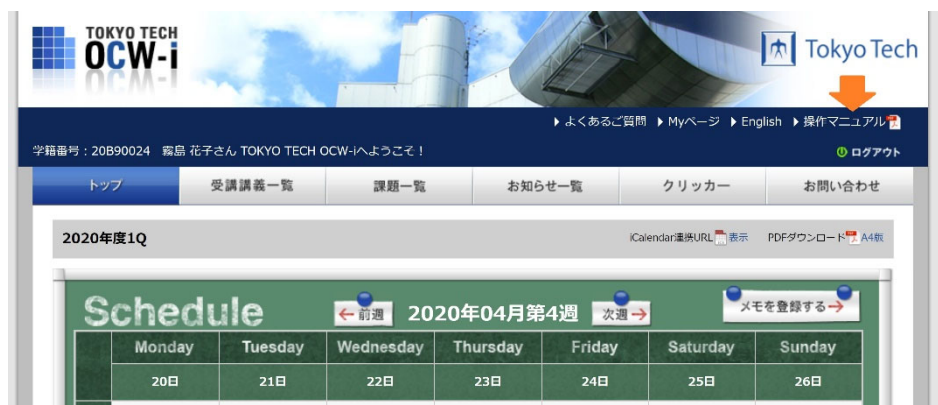 TOKYO TECH
OCW-i
Tokyo Tech
よくあるご質問 Myページ English 操作マニュアル
学籍番号：20B90024 霧島 花子さん TOKYO TECH OCW-iへようこそ！
ログアウト
トップ 受講講義一覧 課題一覧 お知らせ一覧 クリッカー お問い合わせ
2020年度1Q iCalendar連携URL 表示 PDFダウンロード A4版
Schedule ←前週 2020年04月第4週 次週→ メモを登録する→
Monday Tuesday Wednesday Thursday Friday Saturday Sunday
20日 21日 22日 23日 24日 25日 26日